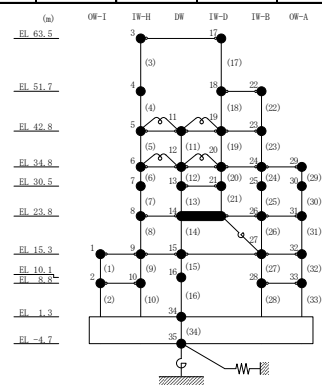 (m) OW-I IW-H DW IW-D IW-B OW-A
EL 63.5 3 17
(3) (17)
EL 51.7 4 18 22
(4) 11 19 (18) (22)
EL 42.8 5 23
(5) 12 (11) 20 (19) (23)
EL 34.8 6 24 29
(6) 13 (12) 21 (20) 25 (24) (29)
EL 30.5 7 30
(7) (13) (21) (25) (30)
EL 23.8 8 14 26 31
(8) (14) 27 (26) (31)
EL 15.3 1 9 15 32
(1) (9) 16 (15) (27) (32)
EL 10.1 2 10 28 33
EL 8.8
(2) (10) (16) (28) (33)
EL 1.3 34
(34)
EL -4.7 35